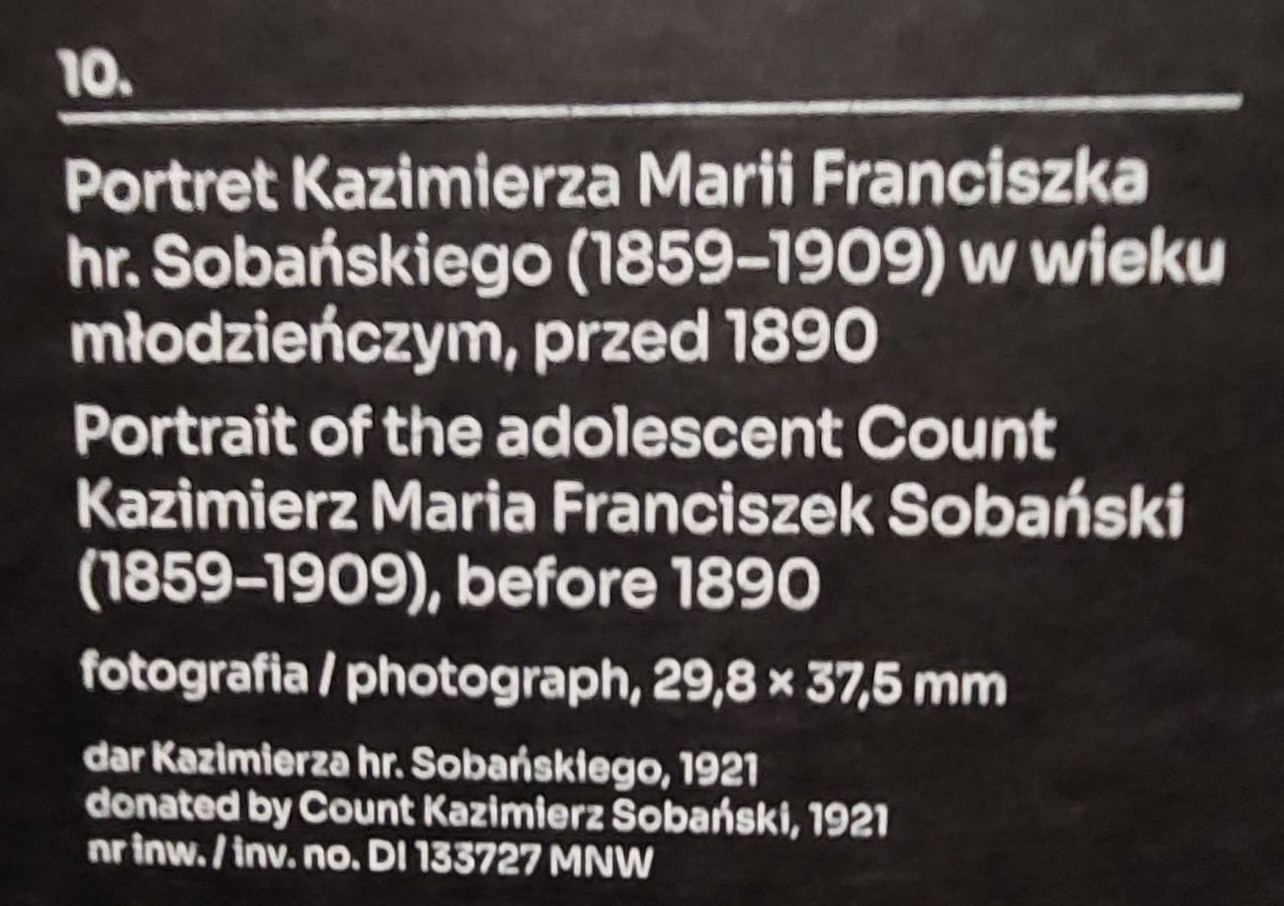 10.
Portret Kazimierza Marii Franciszka
hr. Sobańskiego (1859–1909) w wieku
młodzieńczym, przed 1890
Portrait of the adolescent Count
Kazimierz Maria Franciszek Sobański
(1859–1909), before 1890
fotografia / photograph, 29,8 × 37,5 mm
dar Kazimierza hr. Sobańskiego, 1921
donated by Count Kazimierz Sobański, 1921
nr inw. / inv. no. DI 133727 MNW